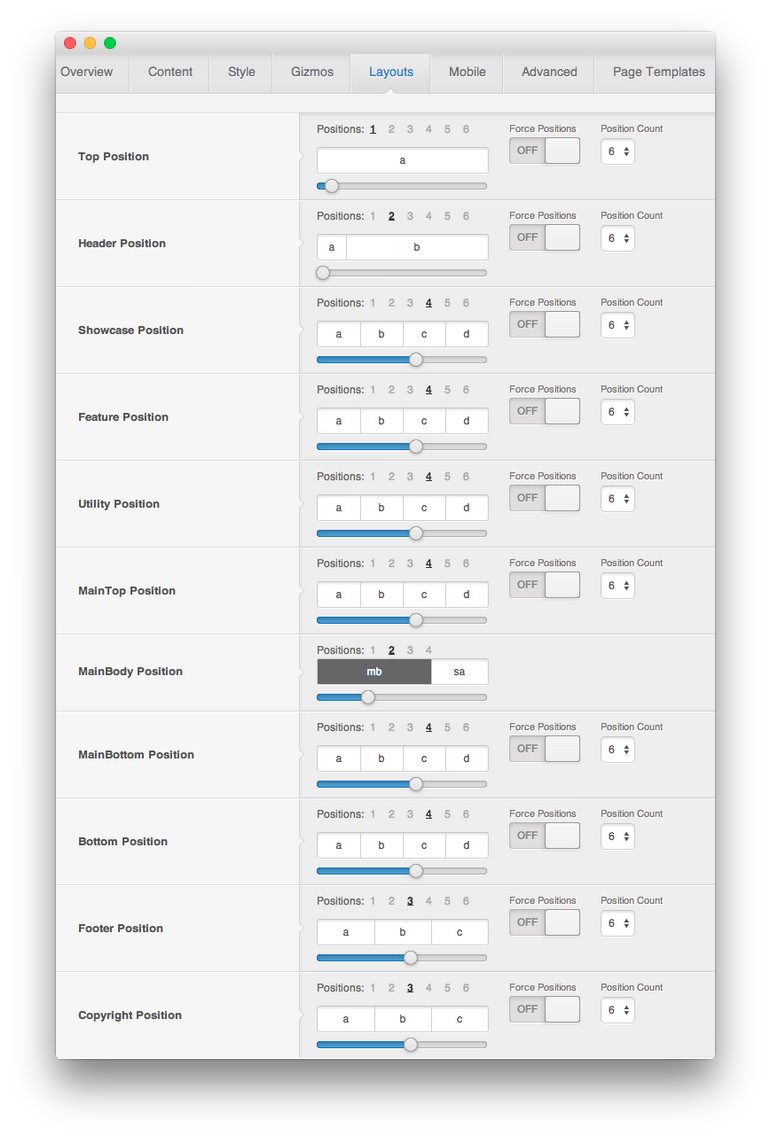 Overview Content Style Gizmos Layouts Mobile Advanced Page Templates
Positions: 1 2 3 4 5 6 Force Positions Position Count
Top Position a OFF 6
Positions: 1 2 3 4 5 6 Force Positions Position Count
Header Position a b OFF 6
Positions: 1 2 3 4 5 6 Force Positions Position Count
Showcase Position a b c d OFF 6
Positions: 1 2 3 4 5 6 Force Positions Position Count
Feature Position a b c d OFF 6
Positions: 1 2 3 4 5 6 Force Positions Position Count
Utility Position a b c d OFF 6
Positions: 1 2 3 4 5 6 Force Positions Position Count
MainTop Position a b c d OFF 6
Positions: 1 2 3 4
MainBody Position mb sa
Positions: 1 2 3 4 5 6 Force Positions Position Count
MainBottom Position a b c d OFF 6
Positions: 1 2 3 4 5 6 Force Positions Position Count
Bottom Position a b c d OFF 6
Positions: 1 2 3 4 5 6 Force Positions Position Count
Footer Position a b c OFF 6
Positions: 1 2 3 4 5 6 Force Positions Position Count
Copyright Position a b c OFF 6